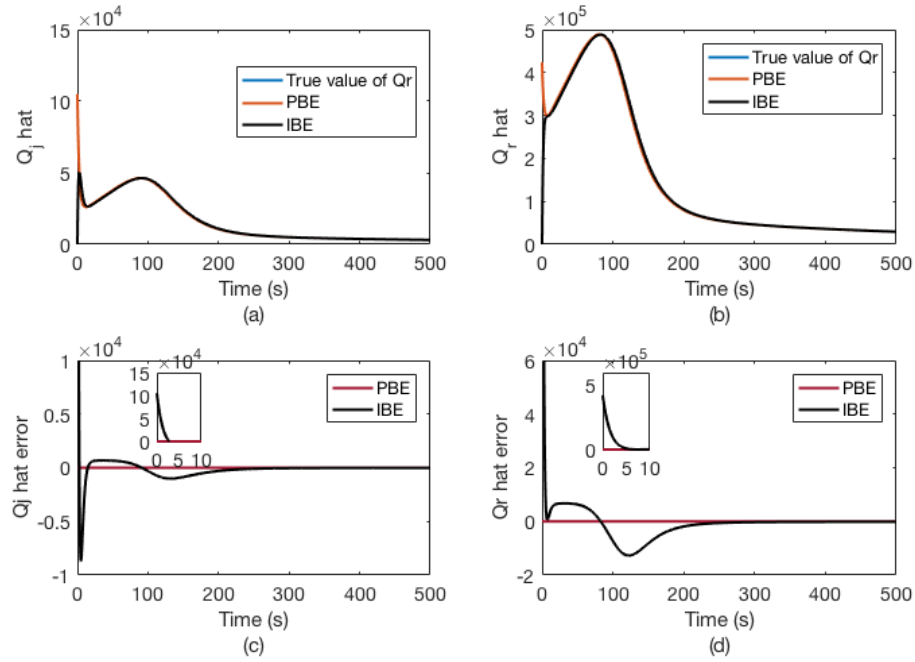 ×10^4
15
10
5
0
Q_j hat
True value of Qr
PBE
IBE
0 100 200 300 400 500
Time (s)
(a)
×10^5
5
4
3
2
1
0
Q_r hat
True value of Qr
PBE
IBE
0 100 200 300 400 500
Time (s)
(b)
×10^4
1
0.5
0
-0.5
-1
Qj hat error
×10^4
15
10
5
0
0 5 10
PBE
IBE
0 100 200 300 400 500
Time (s)
(c)
×10^4
6
4
2
0
-2
Qr hat error
×10^5
5
0
0 5 10
PBE
IBE
0 100 200 300 400 500
Time (s)
(d)